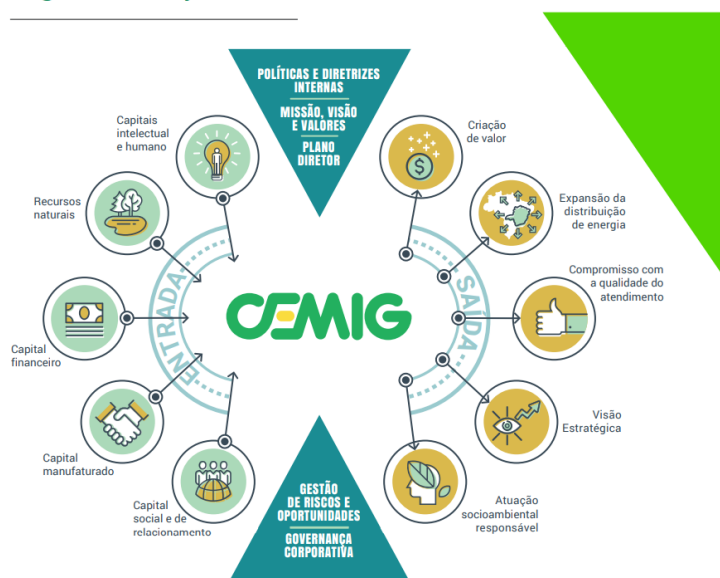 POLÍTICAS E DIRETRIZES
INTERNAS
MISSÃO, VISÃO
E VALORES
PLANO
DIRETOR
Capitais
intelectual
e humano
Recursos
naturais
Capital
financeiro
Capital
manufaturado
Capital
social e de
relacionamento
ENTRADA
CEMIG
SAÍDA
Criação
de valor
Expansão da
distribuição
de energia
Compromisso com
a qualidade do
atendimento
Visão
Estratégica
Atuação
socioambiental
responsável
GESTÃO
DE RISCOS E
OPORTUNIDADES
GOVERNANÇA
CORPORATIVA